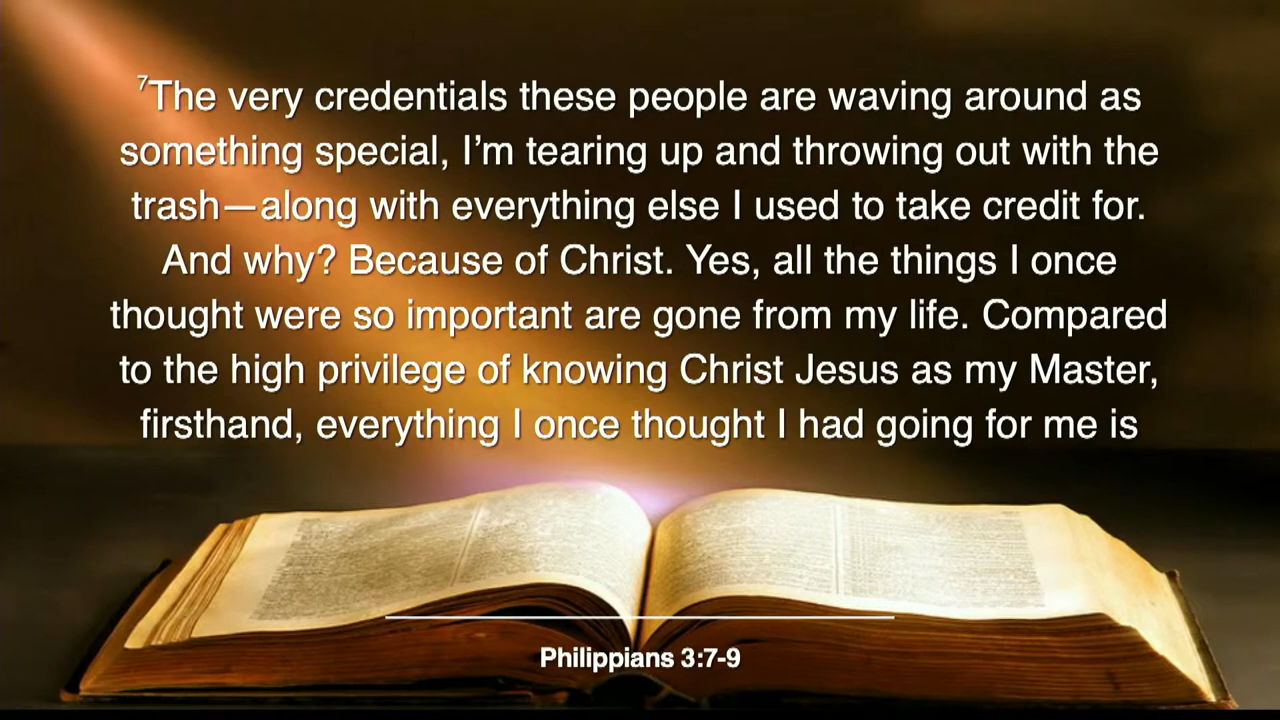 ⁷The very credentials these people are waving around as
something special, I’m tearing up and throwing out with the
trash—along with everything else I used to take credit for.
And why? Because of Christ. Yes, all the things I once
thought were so important are gone from my life. Compared
to the high privilege of knowing Christ Jesus as my Master,
firsthand, everything I once thought I had going for me is
Philippians 3:7-9